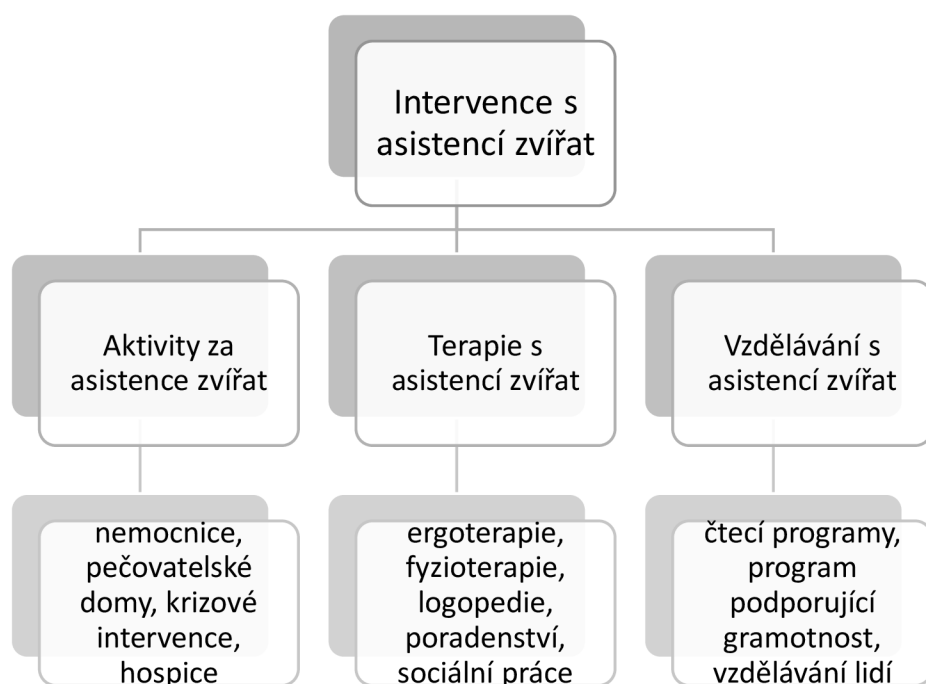 Intervence s
asistencí zvířat
Aktivity za
asistence zvířat
Terapie s
asistencí zvířat
Vzdělávání s
asistencí zvířat
nemocnice,
pečovatelské
domy, krizové
intervence,
hospice
ergoterapie,
fyzioterapie,
logopedie,
poradenství,
sociální práce
čtecí programy,
program
podporující
gramotnost,
vzdělávání lidí